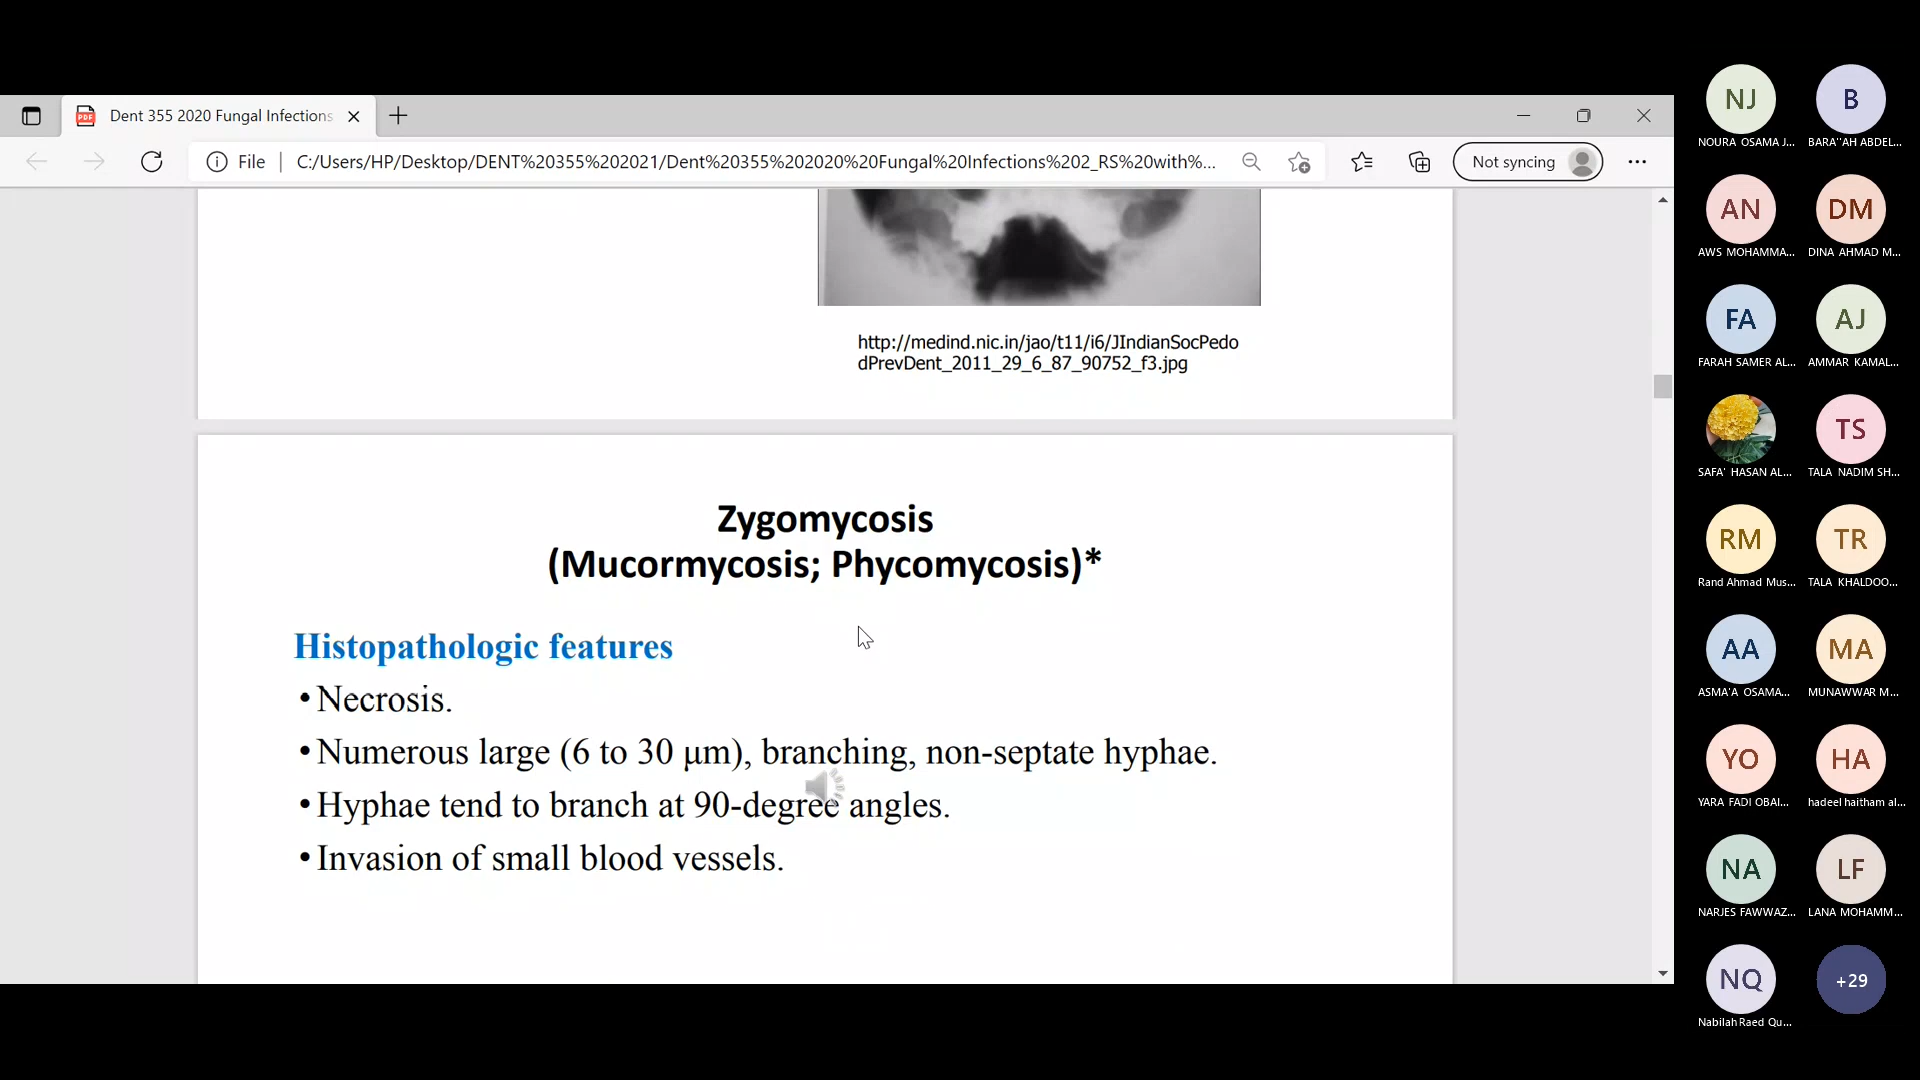 Dent 355 2020 Fungal Infections
File
C:/Users/HP/Desktop/DENT%20355%202021/Dent%20355%202020%20Fungal%20Infections%202_RS%20with%...
Not syncing
http://medind.nic.in/jao/t11/i6/JIndianSocPedo
dPrevDent_2011_29_6_87_90752_f3.jpg
Zygomycosis
(Mucormycosis; Phycomycosis)*
Histopathologic features
•Necrosis.
•Numerous large (6 to 30 μm), branching, non-septate hyphae.
•Hyphae tend to branch at 90-degree angles.
•Invasion of small blood vessels.
NJ
B
NOURA OSAMA J...
BARA''AH ABDEL...
AN
DM
AWS MOHAMMA...
DINA AHMAD M...
FA
AJ
FARAH SAMER AL...
AMMAR KAMAL...
TS
SAFA' HASAN AL...
TALA NADIM SH...
RM
TR
Rand Ahmad Mus...
TALA KHALDOO...
AA
MA
ASMA'A OSAMA...
MUNAWWAR M...
YO
HA
YARA FADI OBAI...
hadeel haitham al...
NA
LF
NARJES FAWWAZ...
LANA MOHAMM...
NQ
+29
Nabilah Raed Qu...